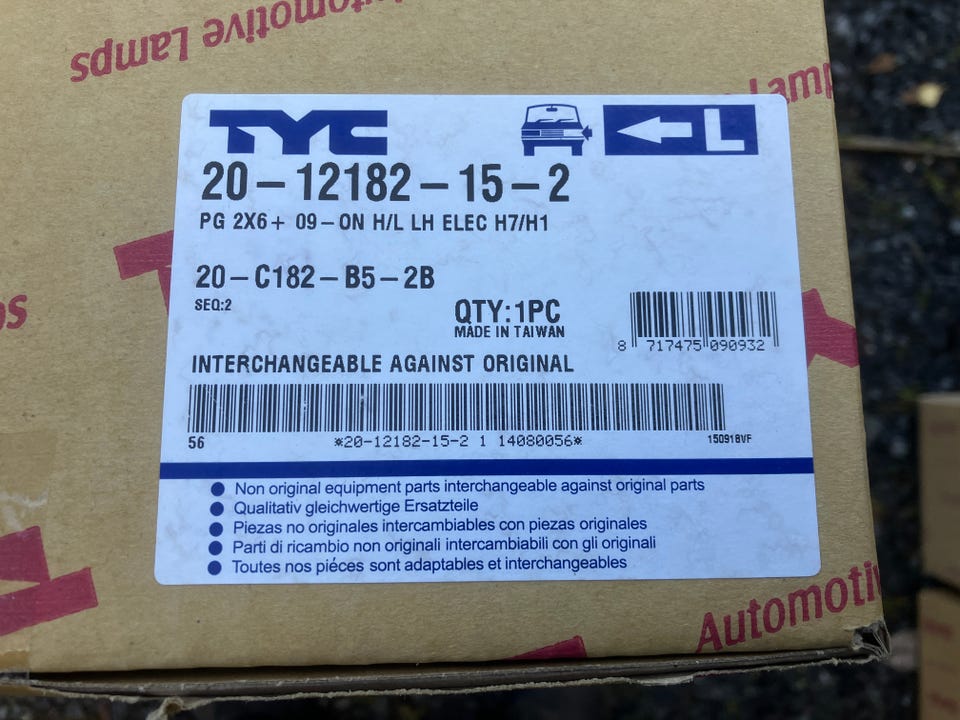 Automotive Lamps
TYC
L
20-12182-15-2
PG 2X6+ 09-ON H/L LH ELEC H7/H1
20-C182-B5-2B
SEQ:2
QTY:1PC
MADE IN TAIWAN
8 717475 090932
INTERCHANGEABLE AGAINST ORIGINAL
56
*20-12182-15-2 1 14080056*
150918VF
● Non original equipment parts interchangeable against original parts
● Qualitativ gleichwertige Ersatzteile
● Piezas no originales intercambiables con piezas originales
● Parti di ricambio non originali intercambiabili con gli originali
● Toutes nos piéces sont adaptables et interchangeables
Automoti